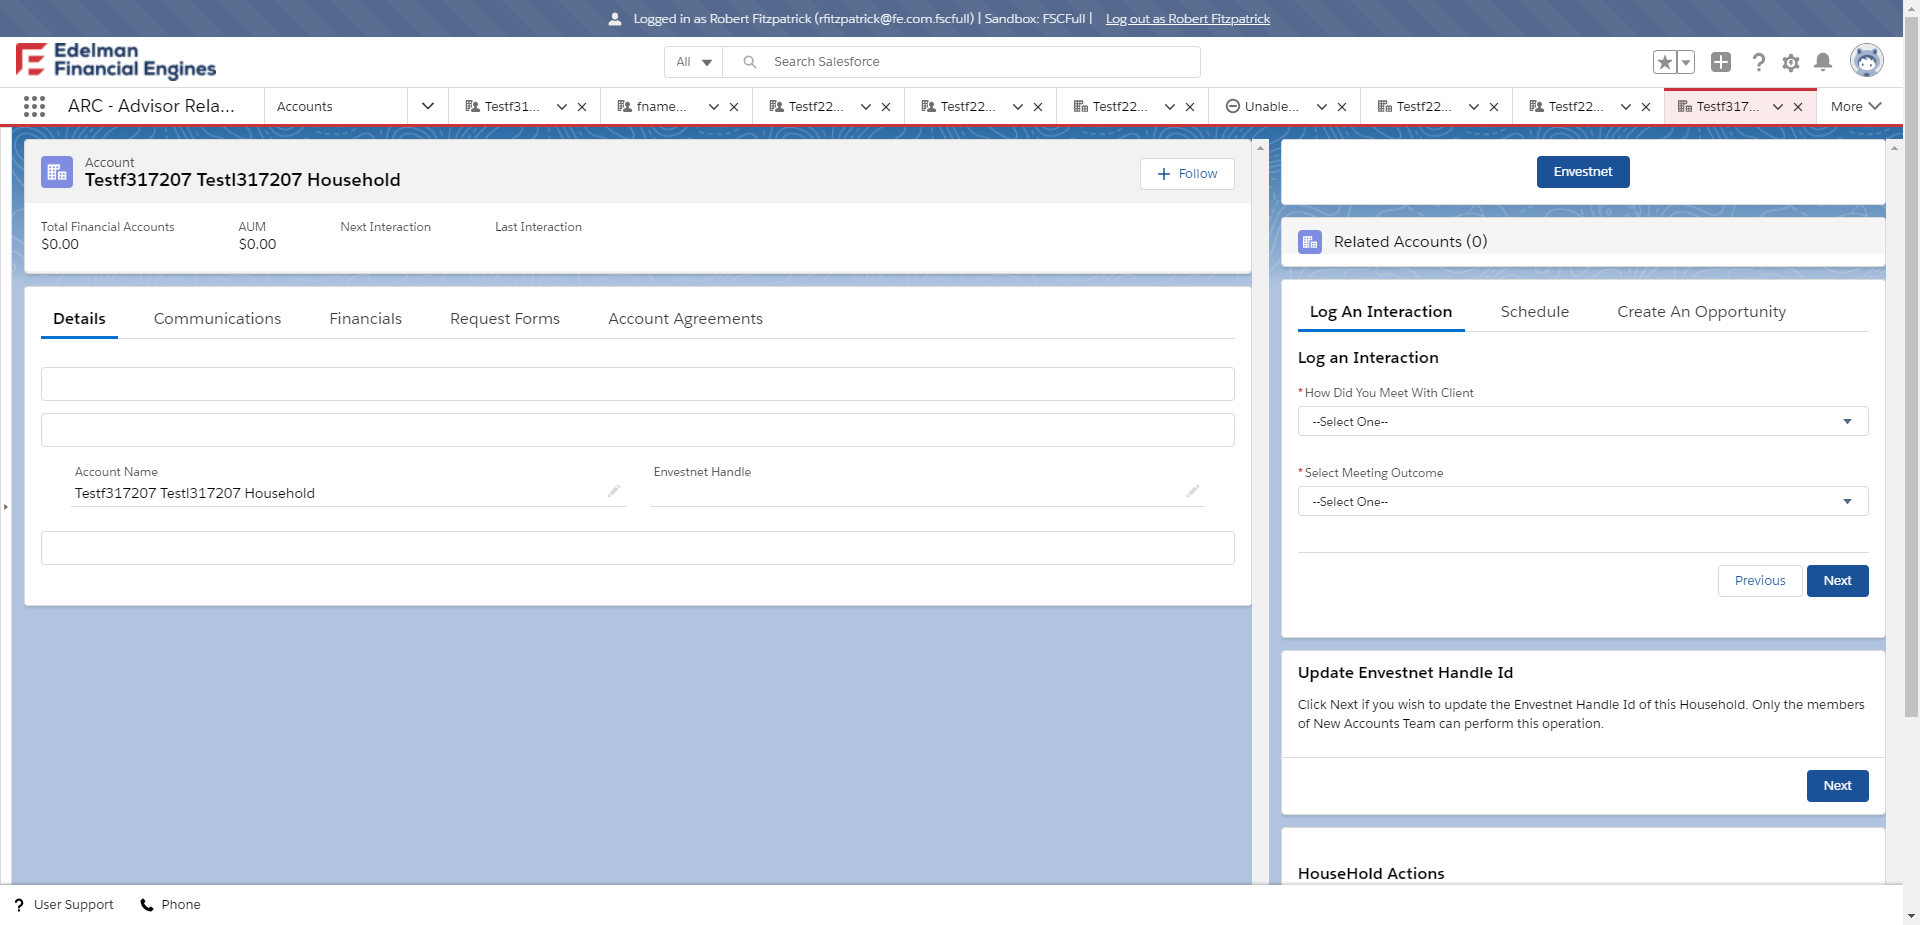 Logged in as Robert Fitzpatrick (rfitzpatrick@fe.com.fscfull) | Sandbox: FSCFull | Log out as Robert Fitzpatrick
Edelman
Financial Engines
All
Search Salesforce
ARC - Advisor Rela...
Accounts
Testf31...
fname...
Testf22...
Testf22...
Testf22...
Unable...
Testf22...
Testf22...
Testf317...
More
Account
Testf317207 Testl317207 Household
Follow
Total Financial Accounts
$0.00
AUM
$0.00
Next Interaction
Last Interaction
Details
Communications
Financials
Request Forms
Account Agreements
Account Name
Testf317207 Testl317207 Household
Envestnet Handle
Envestnet
Related Accounts (0)
Log An Interaction
Schedule
Create An Opportunity
Log an Interaction
*How Did You Meet With Client
--Select One--
*Select Meeting Outcome
--Select One--
Previous
Next
Update Envestnet Handle Id
Click Next if you wish to update the Envestnet Handle Id of this Household. Only the members
of New Accounts Team can perform this operation.
Next
HouseHold Actions
User Support
Phone